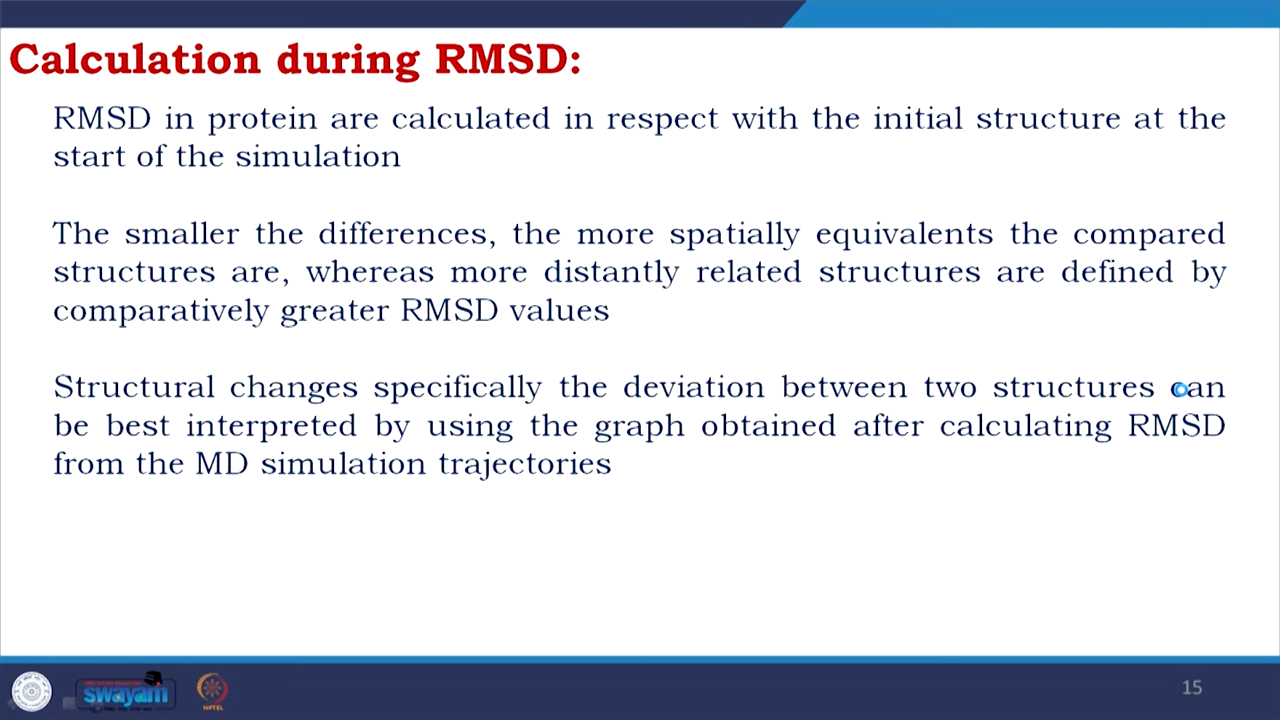 Calculation during RMSD:
RMSD in protein are calculated in respect with the initial structure at the
start of the simulation
The smaller the differences, the more spatially equivalents the compared
structures are, whereas more distantly related structures are defined by
comparatively greater RMSD values
Structural changes specifically the deviation between two structures can
be best interpreted by using the graph obtained after calculating RMSD
from the MD simulation trajectories
swayam
NPTEL
15